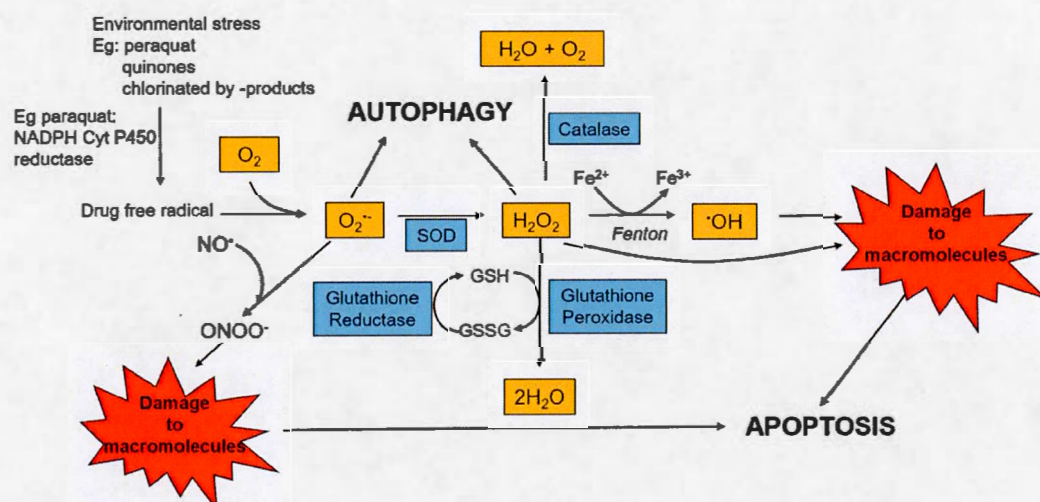 Environmental stress
Eg: peraquat
quinones
chlorinated by -products
Eg paraquat:
NADPH Cyt P450
reductase
O₂
Drug free radical
NO•
ONOO⁻
Damage
to
macromolecules
AUTOPHAGY
O₂•⁻
SOD
H₂O + O₂
Catalase
H₂O₂
Fe²⁺
Fe³⁺
Fenton
•OH
Damage
to
macromolecules
Glutathione
Reductase
GSH
GSSG
Glutathione
Peroxidase
2H₂O
APOPTOSIS